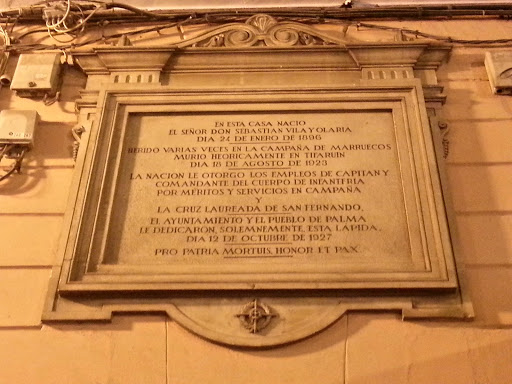 EN ESTA CASA NACIO
EL SEÑOR DON SEBASTIAN VILA Y OLARIA
DIA 24 DE ENERO DE 1896
HERIDO VARIAS VECES EN LA CAMPAÑA DE MARRUECOS
MURIO HEORICAMENTE EN TIFARUIN
DIA 18 DE AGOSTO DE 1923
LA NACION LE OTORGO LOS EMPLEOS DE CAPITAN Y
COMANDANTE DEL CUERPO DE INFANTERIA
POR MÉRITOS Y SERVICIOS EN CAMPAÑA
Y
LA CRUZ LAUREADA DE SAN FERNANDO.
EL AYUNTAMIENTO Y EL PUEBLO DE PALMA
LE DEDICARON, SOLEMNEMENTE, ESTA LÁPIDA,
DIA 12 DE OCTUBRE DE 1927
PRO PATRIA MORTUIS, HONOR ET PAX.